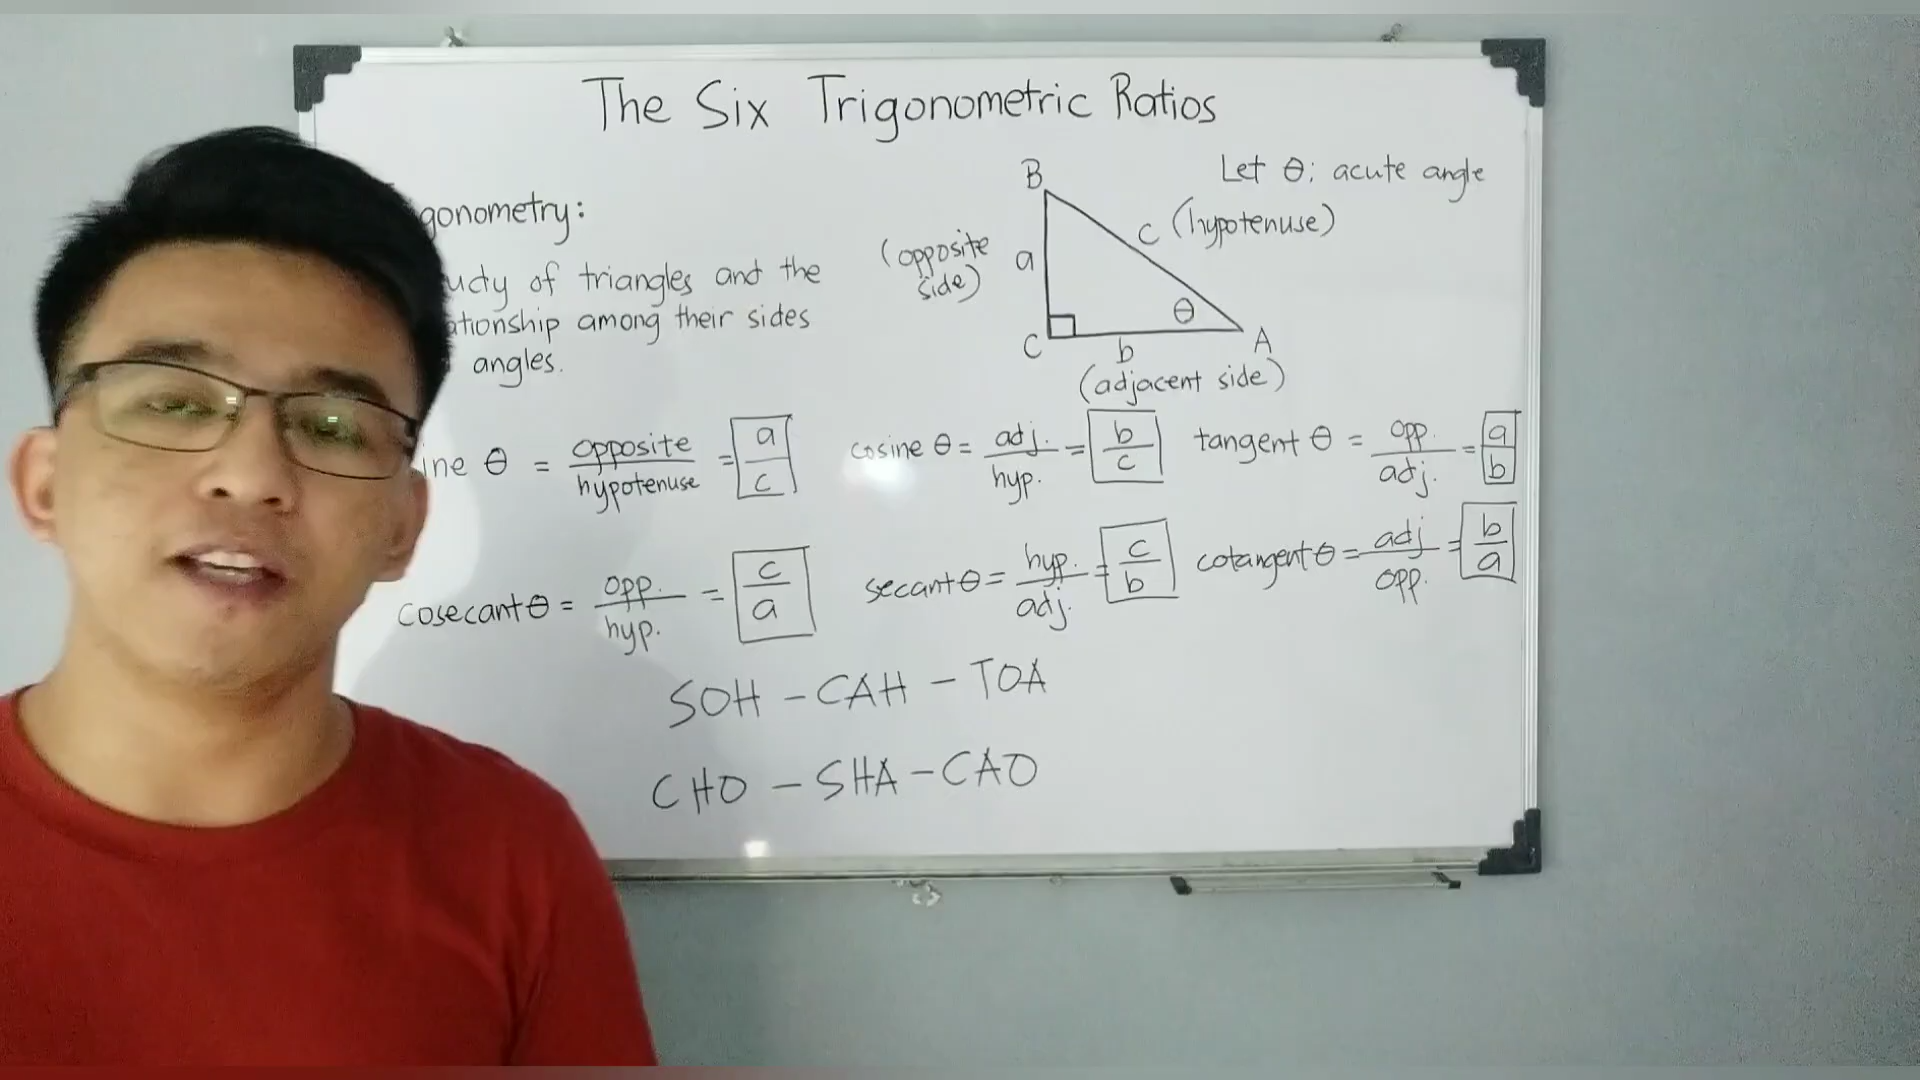 The Six Trigonometric Ratios
gonometry:
udy of triangles and the
ationship among their sides
angles.
Let θ: acute angle
B
c (hypotenuse)
(opposite
side)
a
θ
C
b
A
(adjacent side)
ine θ = opposite/hypotenuse = a/c
cosine θ = adj./hyp. = b/c
tangent θ = opp./adj. = a/b
cosecant θ = opp./hyp. = c/a
secant θ = hyp./adj. = c/b
cotangent θ = adj/opp. = b/a
SOH - CAH - TOA
CHO - SHA - CAO